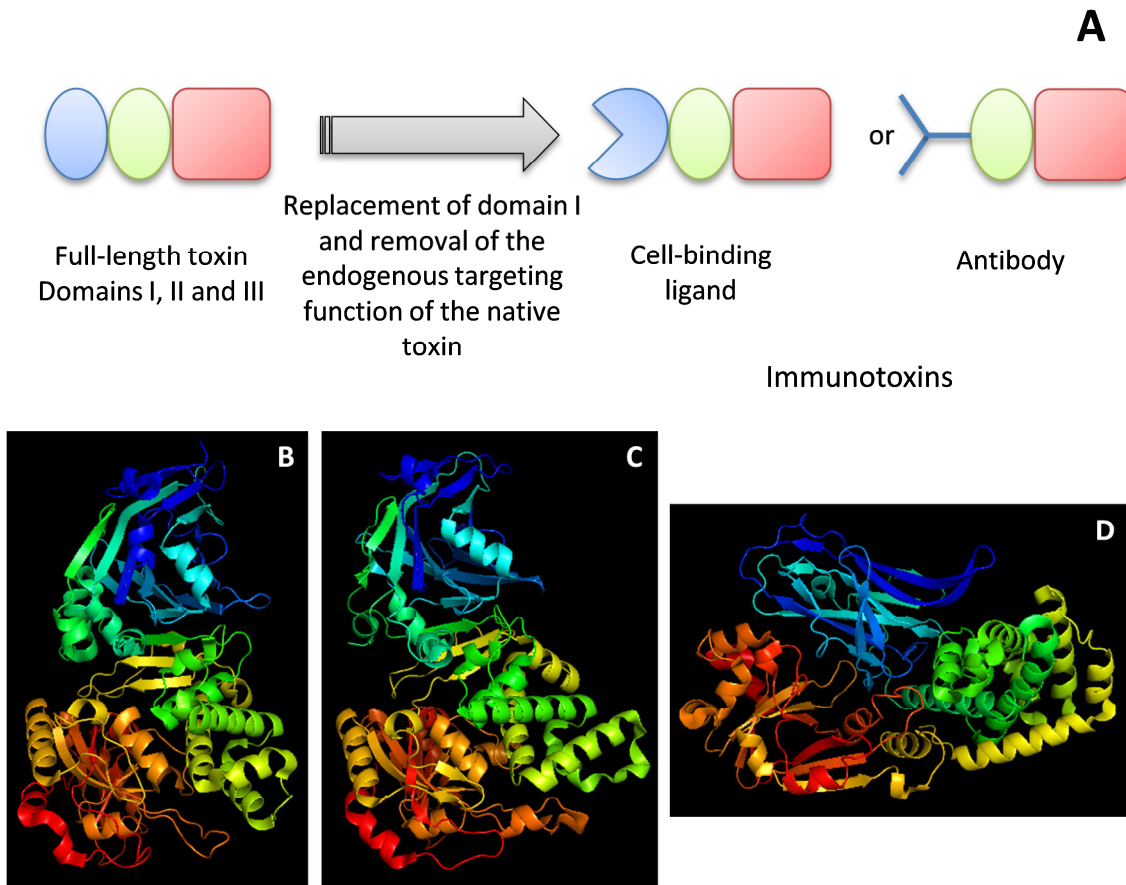 A
or
Full-length toxin
Domains I, II and III
Replacement of domain I
and removal of the
endogenous targeting
function of the native
toxin
Cell-binding
ligand
Antibody
Immunotoxins
B
C
D